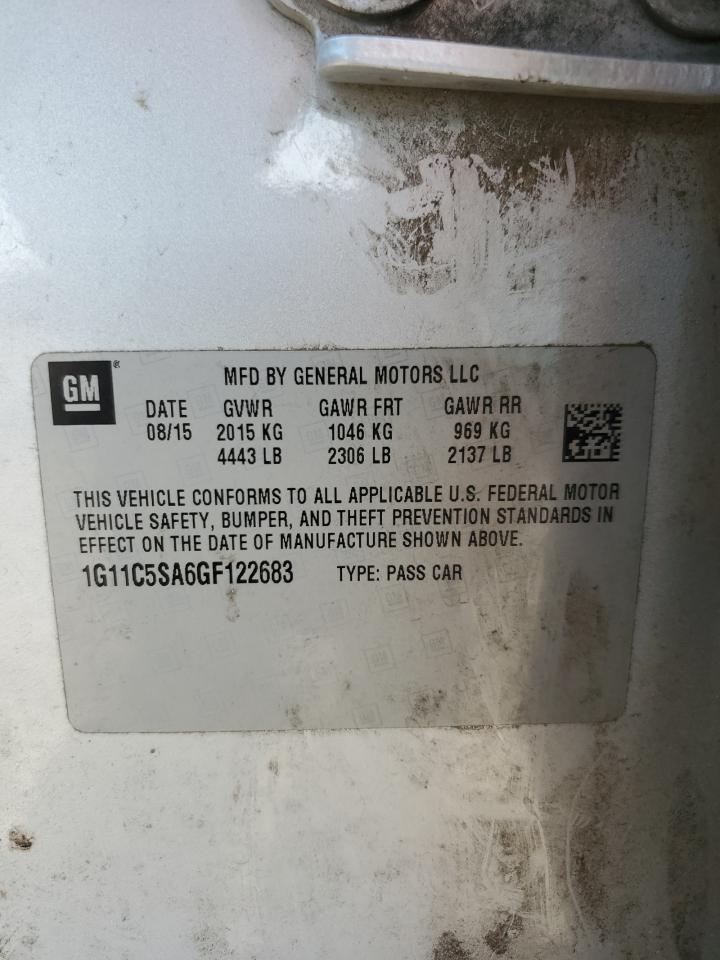 GM®
MFD BY GENERAL MOTORS LLC
DATE GVWR GAWR FRT GAWR RR
08/15 2015 KG 1046 KG 969 KG
4443 LB 2306 LB 2137 LB
THIS VEHICLE CONFORMS TO ALL APPLICABLE U.S. FEDERAL MOTOR
VEHICLE SAFETY, BUMPER, AND THEFT PREVENTION STANDARDS IN
EFFECT ON THE DATE OF MANUFACTURE SHOWN ABOVE.
1G11C5SA6GF122683 TYPE: PASS CAR